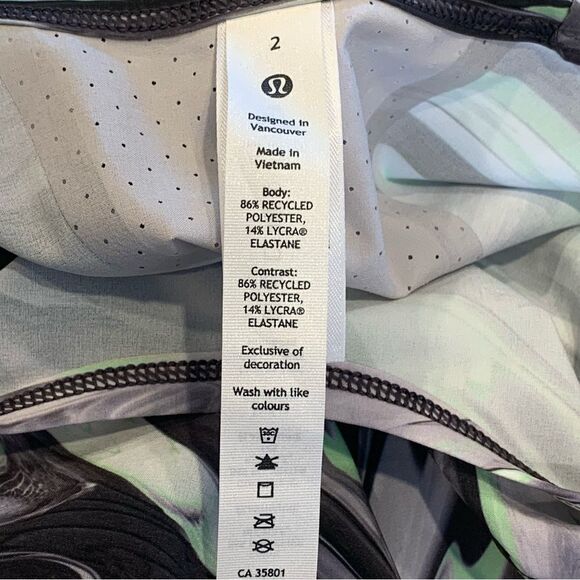 2
Designed in
Vancouver
Made in
Vietnam
Body:
86% RECYCLED
POLYESTER,
14% LYCRA®
ELASTANE
Contrast:
86% RECYCLED
POLYESTER,
14% LYCRA®
ELASTANE
Exclusive of
decoration
Wash with like
colours
30C
CA 35801